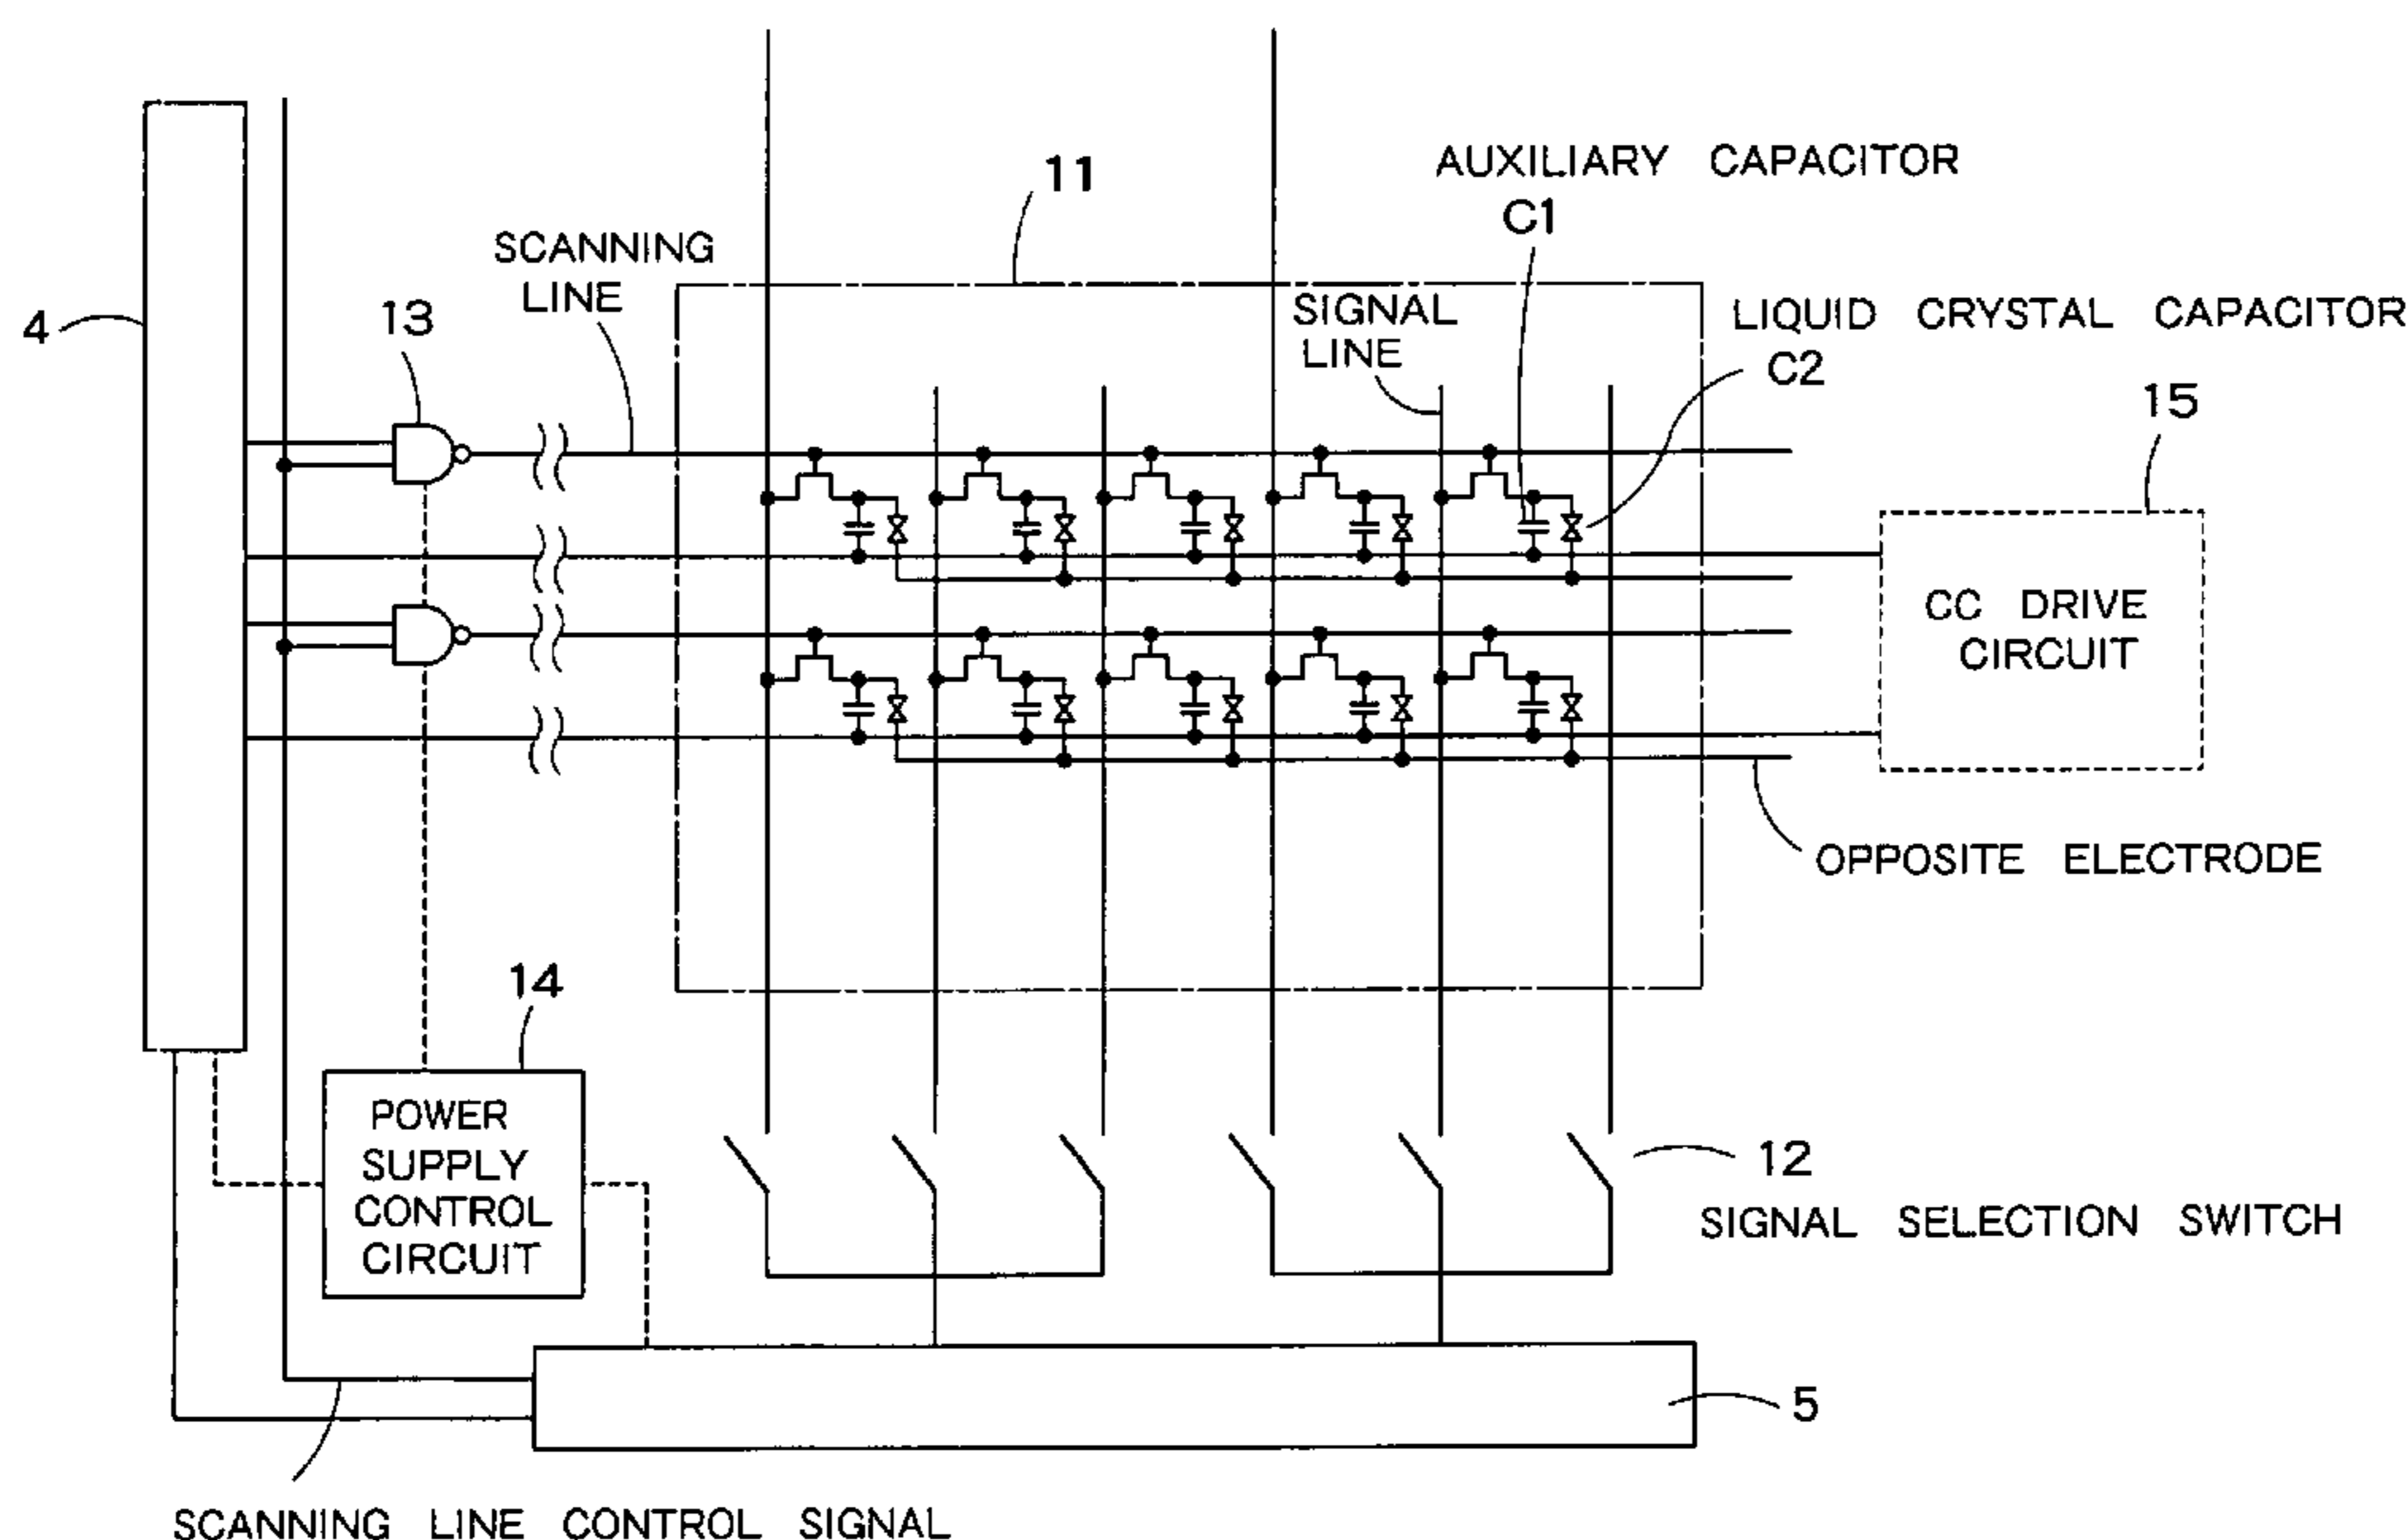 11
AUXILIARY CAPACITOR
C1
SCANNING
LINE
4
13
SIGNAL
LINE
LIQUID CRYSTAL CAPACITOR
C2
15
CC DRIVE
CIRCUIT
OPPOSITE ELECTRODE
14
POWER
SUPPLY
CONTROL
CIRCUIT
12
SIGNAL SELECTION SWITCH
5
SCANNING LINE CONTROL SIGNAL